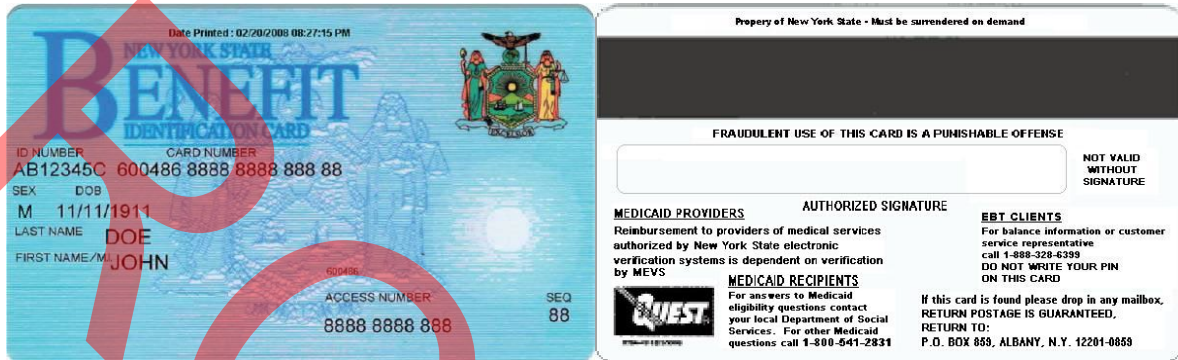 Date Printed : 02/20/2008 08:27:15 PM
NEW YORK STATE
BENEFIT
IDENTIFICATION CARD
ID NUMBER CARD NUMBER
AB12345C 600486 8888 8888 888 88
SEX DOB
M 11/11/1911
LAST NAME DOE
FIRST NAME/M.I. JOHN
600486
ACCESS NUMBER SEQ
8888 8888 888 88
EXCELSIOR
Propery of New York State - Must be surrendered on demand
FRAUDULENT USE OF THIS CARD IS A PUNISHABLE OFFENSE
NOT VALID
WITHOUT
SIGNATURE
AUTHORIZED SIGNATURE
MEDICAID PROVIDERS
Reimbursement to providers of medical services
authorized by New York State electronic
verification systems is dependent on verification
by MEVS
MEDICAID RECIPIENTS
For answers to Medicaid
eligibility questions contact
your local Department of Social
Services. For other Medicaid
questions call 1-800-541-2831
QUEST
EBT CLIENTS
For balance information or customer
service representative
call 1-888-328-6399
DO NOT WRITE YOUR PIN
ON THIS CARD
If this card is found please drop in any mailbox,
RETURN POSTAGE IS GUARANTEED,
RETURN TO:
P.O. BOX 859, ALBANY, N.Y. 12201-0859